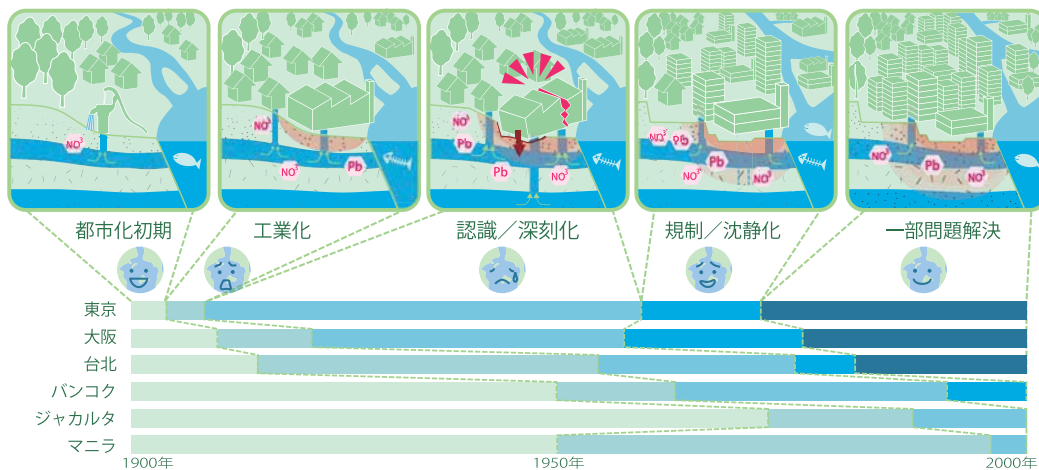 NO³
NO³
NO³
Pb
NO³
Pb
Pb
NO³
NO³
Pb
Pb
NO³
NO³
NO³
Pb
NO³
都市化初期
工業化
認識／深刻化
規制／沈静化
一部問題解決
東京
大阪
台北
バンコク
ジャカルタ
マニラ
1900年
1950年
2000年